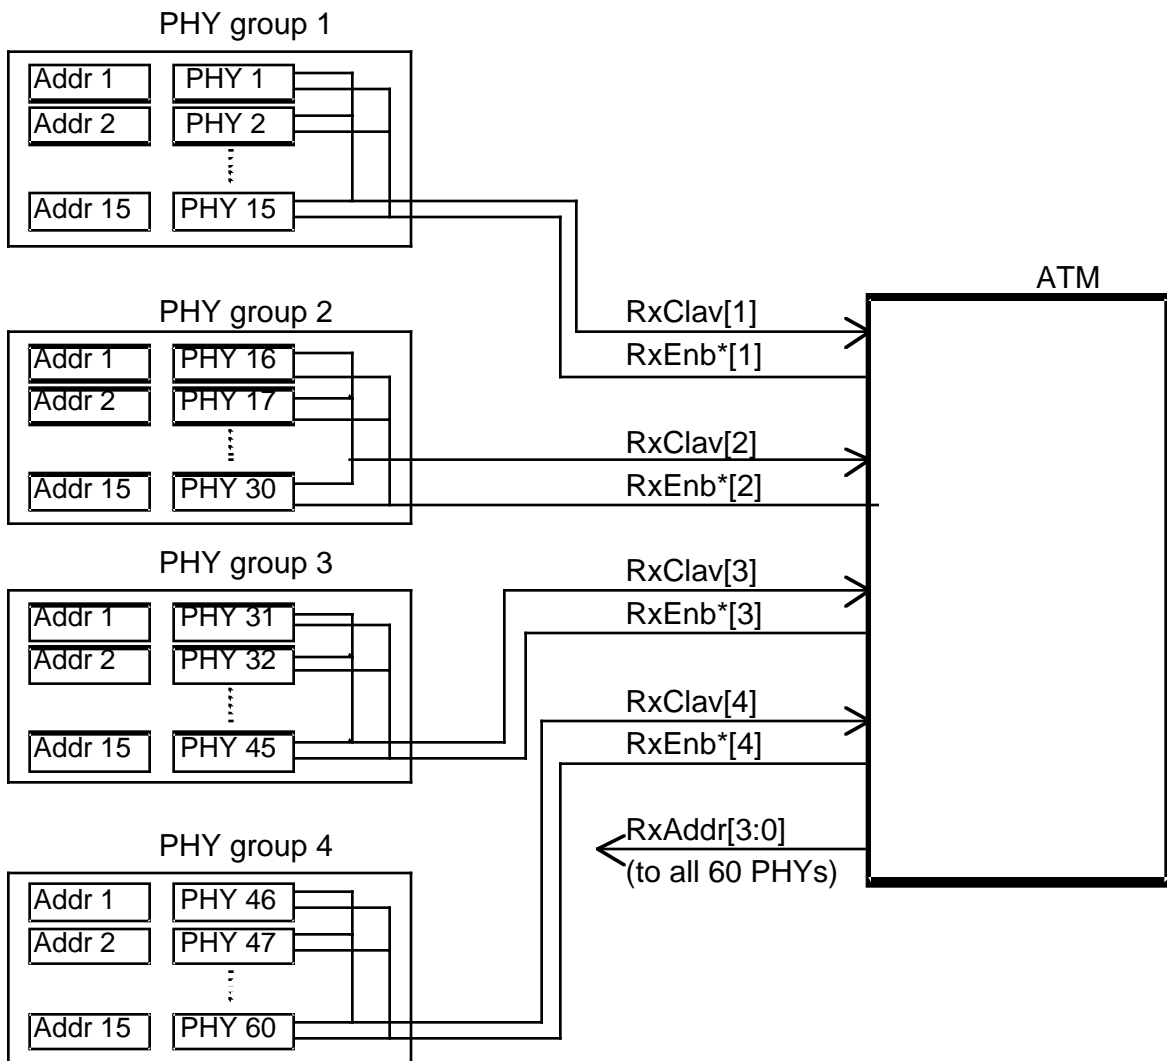 PHY group 1
Addr 1 PHY 1
Addr 2 PHY 2
Addr 15 PHY 15
PHY group 2
Addr 1 PHY 16
Addr 2 PHY 17
Addr 15 PHY 30
PHY group 3
Addr 1 PHY 31
Addr 2 PHY 32
Addr 15 PHY 45
PHY group 4
Addr 1 PHY 46
Addr 2 PHY 47
Addr 15 PHY 60
ATM
RxClav[1]
RxEnb*[1]
RxClav[2]
RxEnb*[2]
RxClav[3]
RxEnb*[3]
RxClav[4]
RxEnb*[4]
RxAddr[3:0]
(to all 60 PHYs)